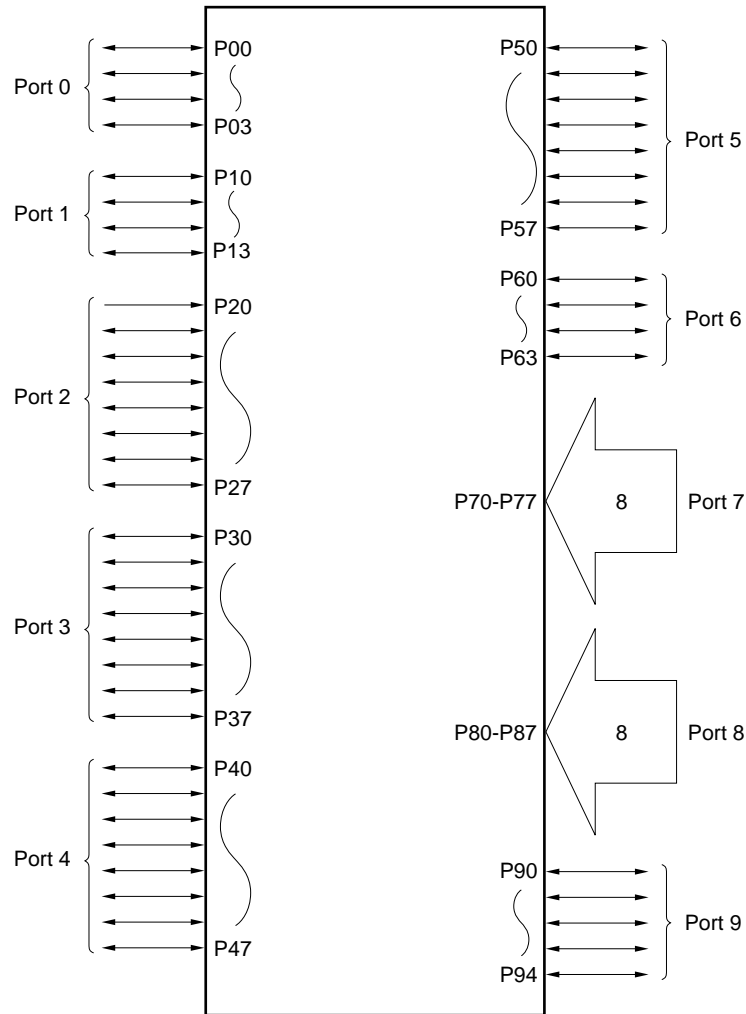 Port 0
P00
P03
Port 1
P10
P13
Port 2
P20
P27
Port 3
P30
P37
Port 4
P40
P47
P50
P57
Port 5
P60
P63
Port 6
P70-P77
8
Port 7
P80-P87
8
Port 8
P90
P94
Port 9